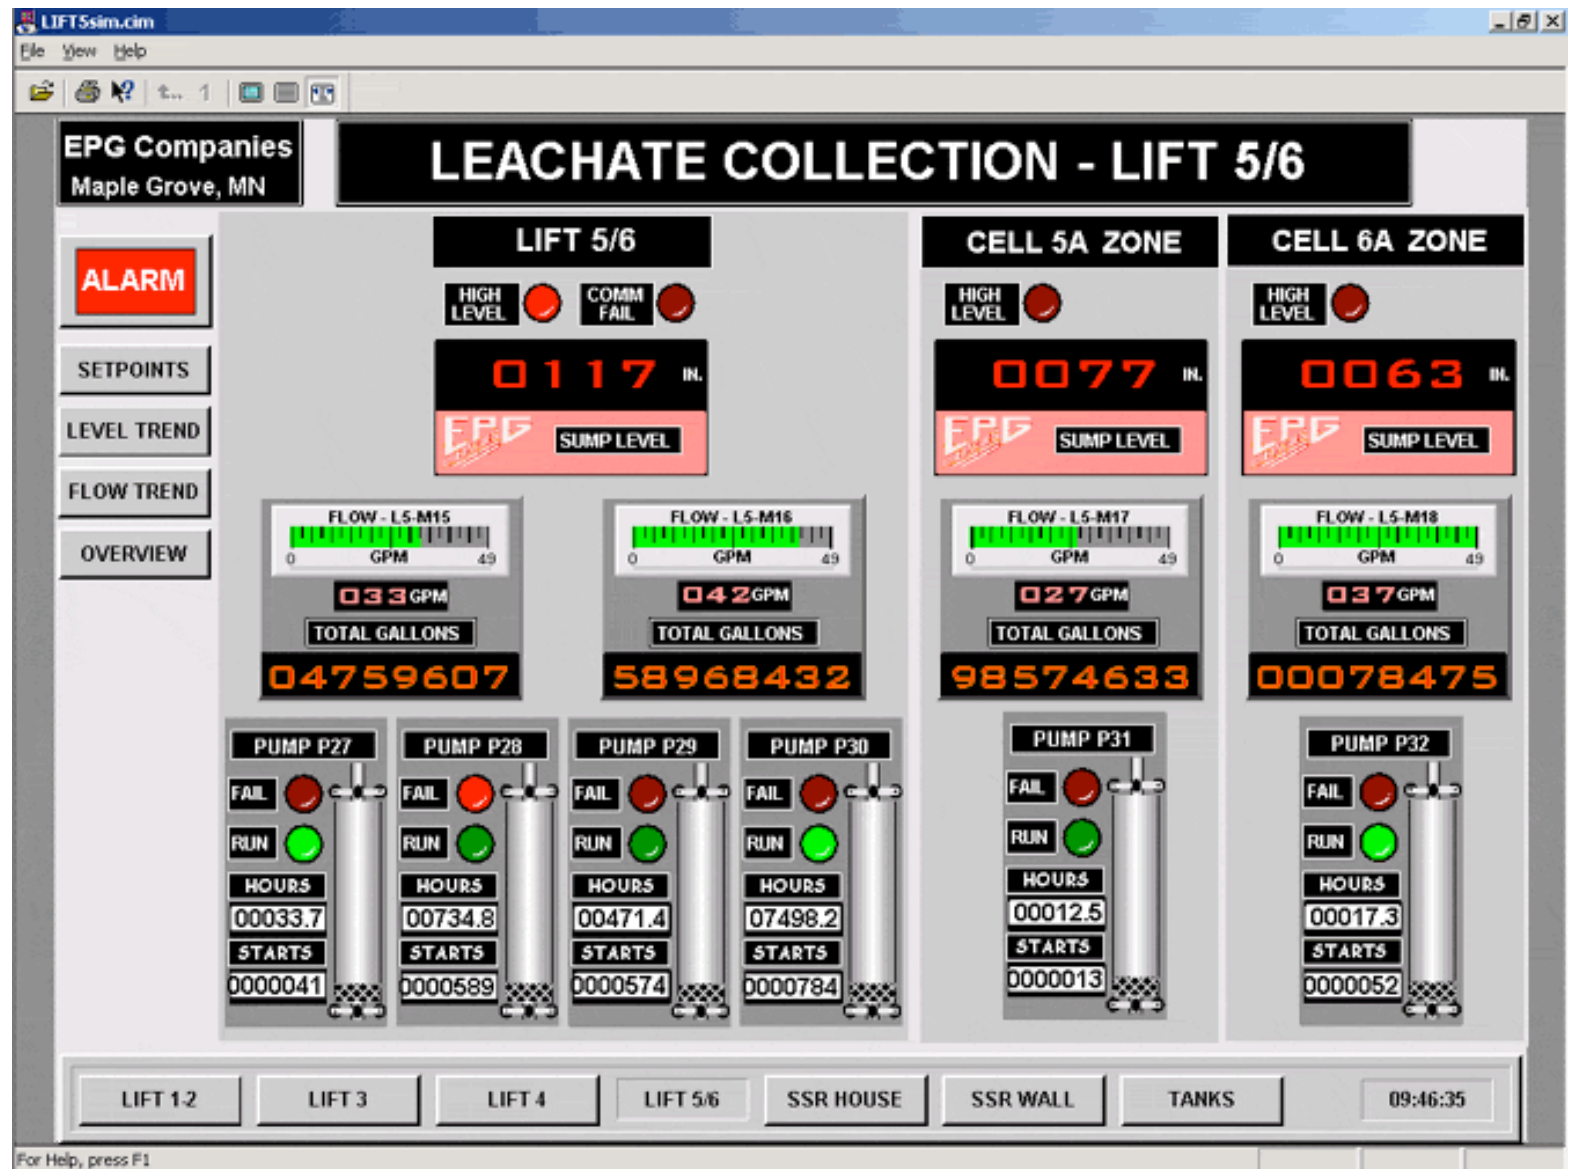 LIFT5sim.cim
File View Help
EPG Companies
Maple Grove, MN
LEACHATE COLLECTION - LIFT 5/6
ALARM
SETPOINTS
LEVEL TREND
FLOW TREND
OVERVIEW
LIFT 5/6
HIGH LEVEL
COMM FAIL
0117 IN.
EPG
SUMP LEVEL
CELL 5A ZONE
HIGH LEVEL
0077 IN.
EPG
SUMP LEVEL
CELL 6A ZONE
HIGH LEVEL
0063 IN.
EPG
SUMP LEVEL
FLOW - L5-M15
0 GPM 49
033 GPM
TOTAL GALLONS
04759607
FLOW - L5-M16
0 GPM 49
042 GPM
TOTAL GALLONS
58968432
FLOW - L5-M17
0 GPM 49
027 GPM
TOTAL GALLONS
98574633
FLOW - L5-M18
0 GPM 49
037 GPM
TOTAL GALLONS
00078475
PUMP P27
FAIL
RUN
HOURS
00033.7
STARTS
0000041
PUMP P28
FAIL
RUN
HOURS
00734.8
STARTS
0000589
PUMP P29
FAIL
RUN
HOURS
00471.4
STARTS
0000574
PUMP P30
FAIL
RUN
HOURS
07498.2
STARTS
0000784
PUMP P31
FAIL
RUN
HOURS
00012.5
STARTS
0000013
PUMP P32
FAIL
RUN
HOURS
00017.3
STARTS
0000052
LIFT 1-2
LIFT 3
LIFT 4
LIFT 5/6
SSR HOUSE
SSR WALL
TANKS
09:46:35
For Help, press F1